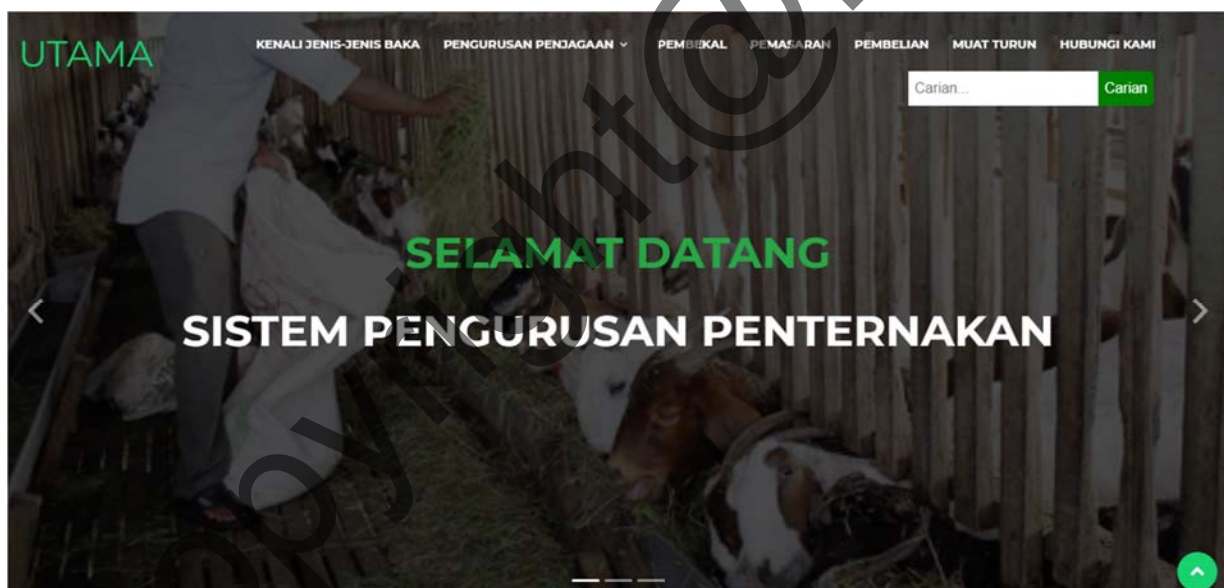 UTAMA
KENALI JENIS-JENIS BAKA PENGURUSAN PENJAGAAN PEMBEKAL PEMASARAN PEMBELIAN MUAT TURUN HUBUNGI KAMI
Carian... Carian
SELAMAT DATANG
SISTEM PENGURUSAN PENTERNAKAN